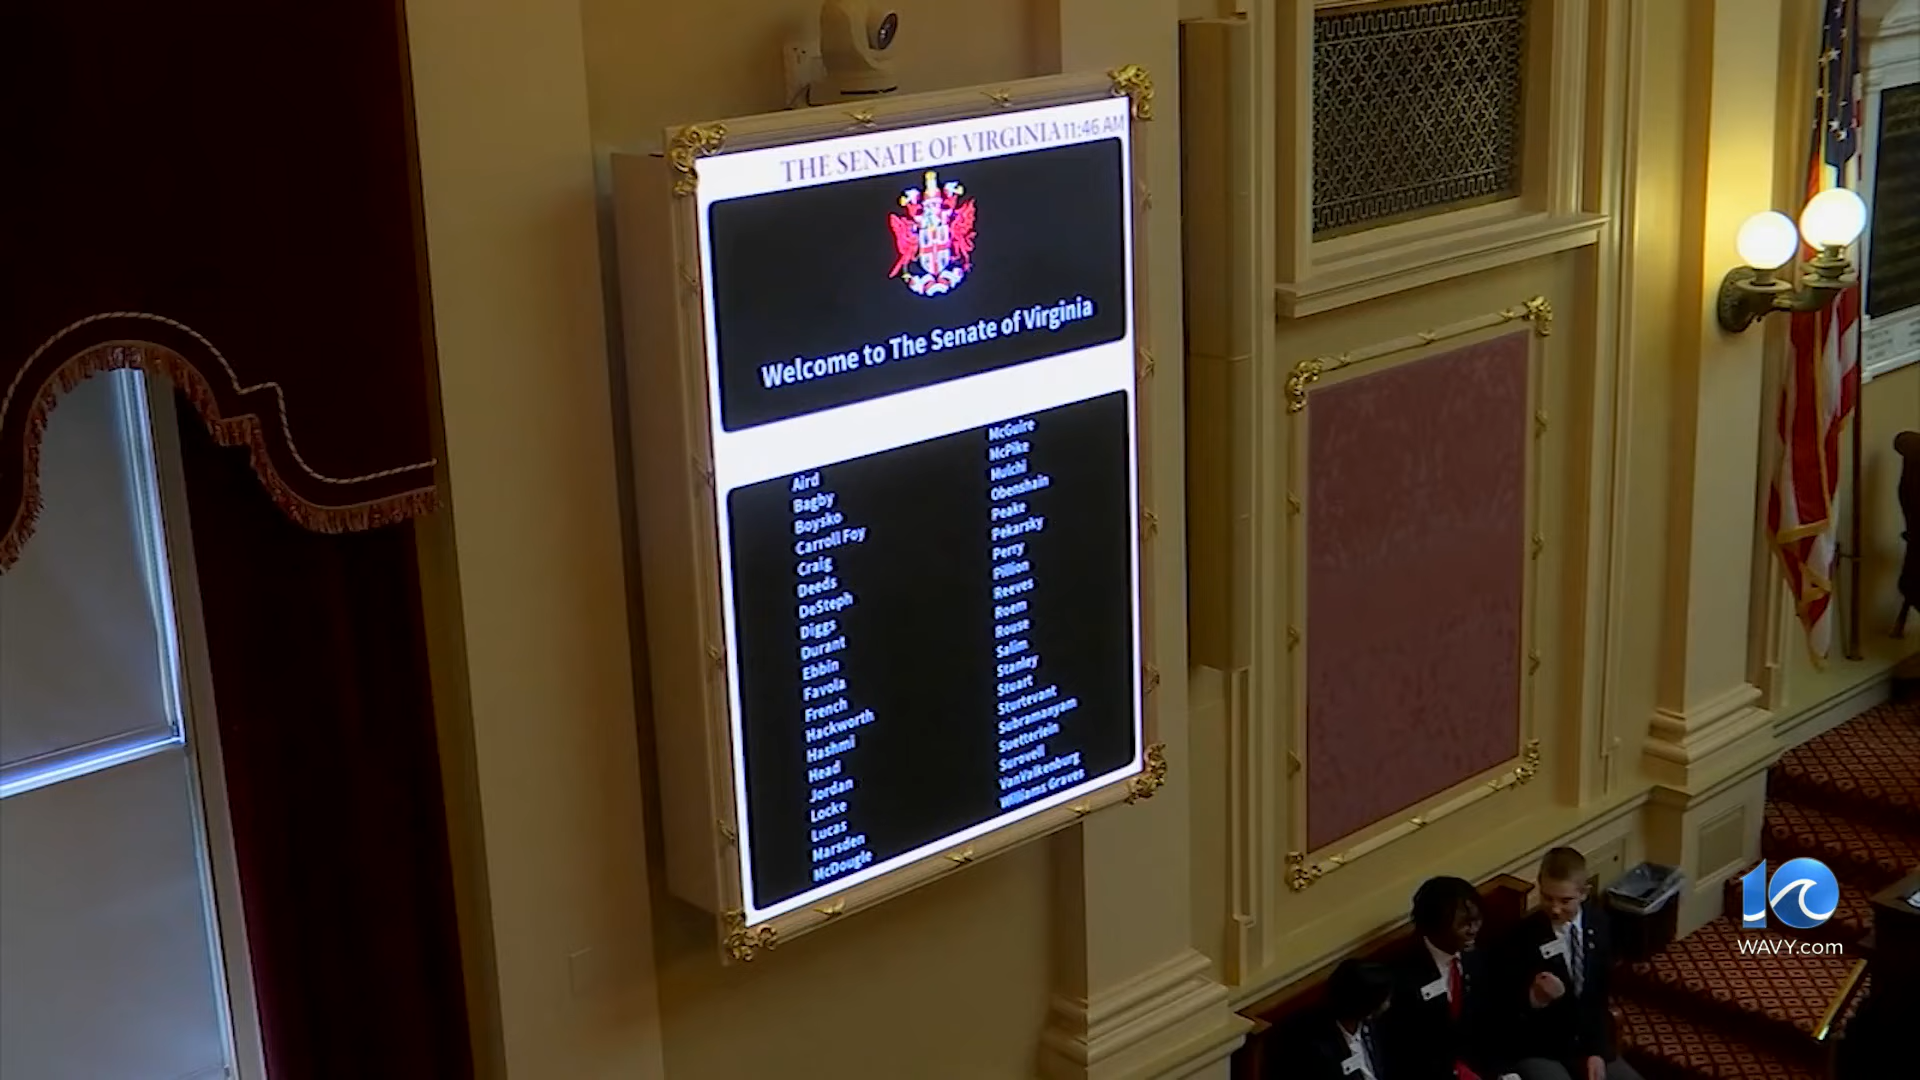 THE SENATE OF VIRGINIA 11:46 AM
Welcome to The Senate of Virginia
Aird
Bagby
Boysko
Carroll Foy
Craig
Deeds
DeSteph
Diggs
Durant
Ebbin
Favola
French
Hackworth
Hashmi
Head
Jordan
Locke
Lucas
Marsden
McDougle
McGuire
McPike
Mulchi
Obenshain
Peake
Pekarsky
Perry
Pillion
Reeves
Roem
Rouse
Salim
Stanley
Stuart
Sturtevant
Subramanyam
Suetterlein
Surovell
VanValkenburg
Williams Graves
10
WAVY.com